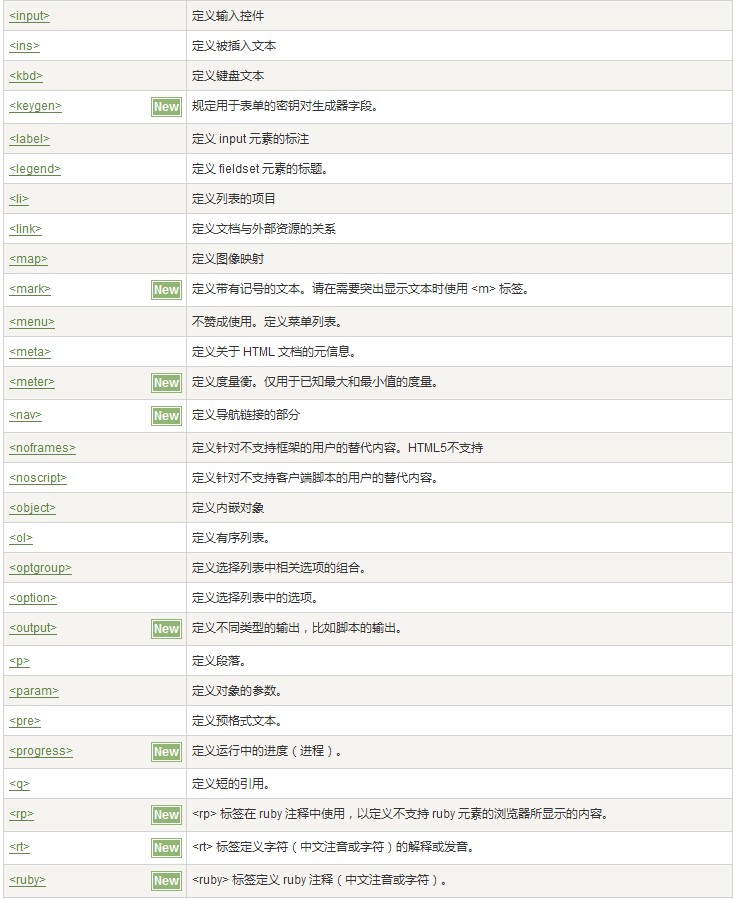 <input> 定义输入控件
<ins> 定义被插入文本
<kbd> 定义键盘文本
<keygen> New 规定用于表单的密钥对生成器字段。
<label> 定义 input 元素的标注
<legend> 定义 fieldset 元素的标题。
<li> 定义列表的项目
<link> 定义文档与外部资源的关系
<map> 定义图像映射
<mark> New 定义带有记号的文本。请在需要突出显示文本时使用 <m> 标签。
<menu> 不赞成使用。定义菜单列表。
<meta> 定义关于 HTML 文档的元信息。
<meter> New 定义度量衡。仅用于已知最大和最小值的度量。
<nav> New 定义导航链接的部分
<noframes> 定义针对不支持框架的用户的替代内容。HTML5不支持
<noscript> 定义针对不支持客户端脚本的用户的替代内容。
<object> 定义内嵌对象
<ol> 定义有序列表。
<optgroup> 定义选择列表中相关选项的组合。
<option> 定义选择列表中的选项。
<output> New 定义不同类型的输出，比如脚本的输出。
<p> 定义段落。
<param> 定义对象的参数。
<pre> 定义预格式文本。
<progress> New 定义运行中的进度（进程）。
<q> 定义短的引用。
<rp> New <rp> 标签在 ruby 注释中使用，以定义不支持 ruby 元素的浏览器所显示的内容。
<rt> New <rt> 标签定义字符（中文注音或字符）的解释或发音。
<ruby> New <ruby> 标签定义 ruby 注释（中文注音或字符）。